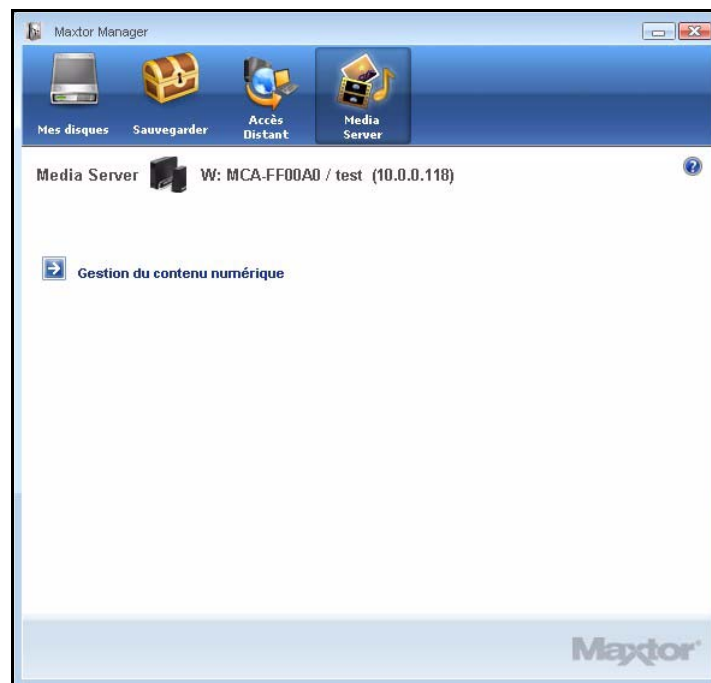 Maxtor Manager
Mes disques
Sauvegarder
Accès
Distant
Media
Server
Media Server W: MCA-FF00A0 / test (10.0.0.118)
?
Gestion du contenu numérique
Maxtor